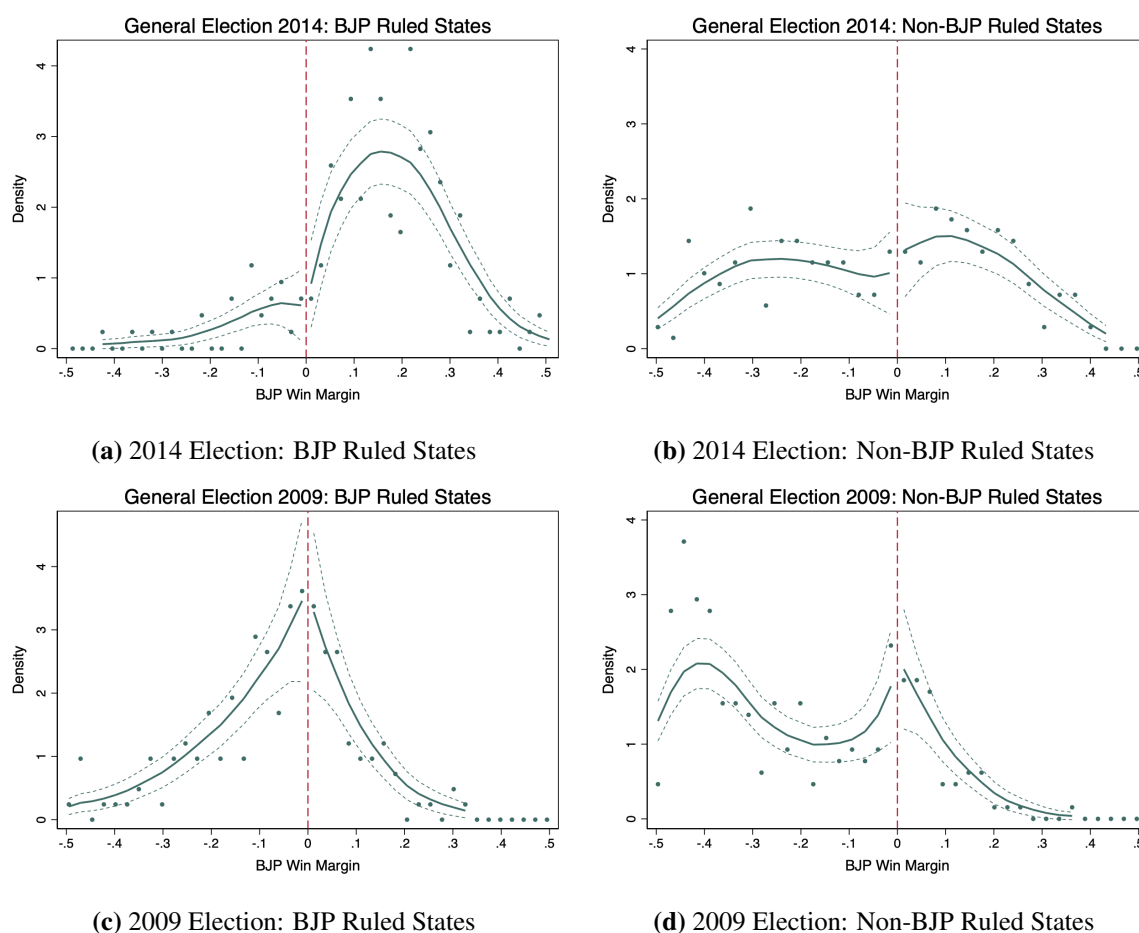 General Election 2014: BJP Ruled States
Density
4
3
2
1
0
-.5 -.4 -.3 -.2 -.1 0 .1 .2 .3 .4 .5
BJP Win Margin
(a) 2014 Election: BJP Ruled States
General Election 2014: Non-BJP Ruled States
Density
4
3
2
1
0
-.5 -.4 -.3 -.2 -.1 0 .1 .2 .3 .4 .5
BJP Win Margin
(b) 2014 Election: Non-BJP Ruled States
General Election 2009: BJP Ruled States
Density
4
3
2
1
0
-.5 -.4 -.3 -.2 -.1 0 .1 .2 .3 .4 .5
BJP Win Margin
(c) 2009 Election: BJP Ruled States
General Election 2009: Non-BJP Ruled States
Density
4
3
2
1
0
-.5 -.4 -.3 -.2 -.1 0 .1 .2 .3 .4 .5
BJP Win Margin
(d) 2009 Election: Non-BJP Ruled States